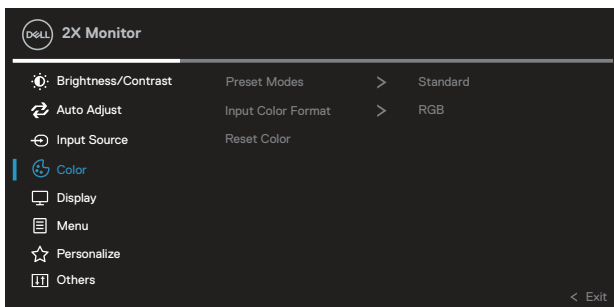 DELL 2X Monitor
Brightness/Contrast Preset Modes > Standard
Auto Adjust Input Color Format > RGB
Input Source Reset Color
Color
Display
Menu
Personalize
Others
< Exit